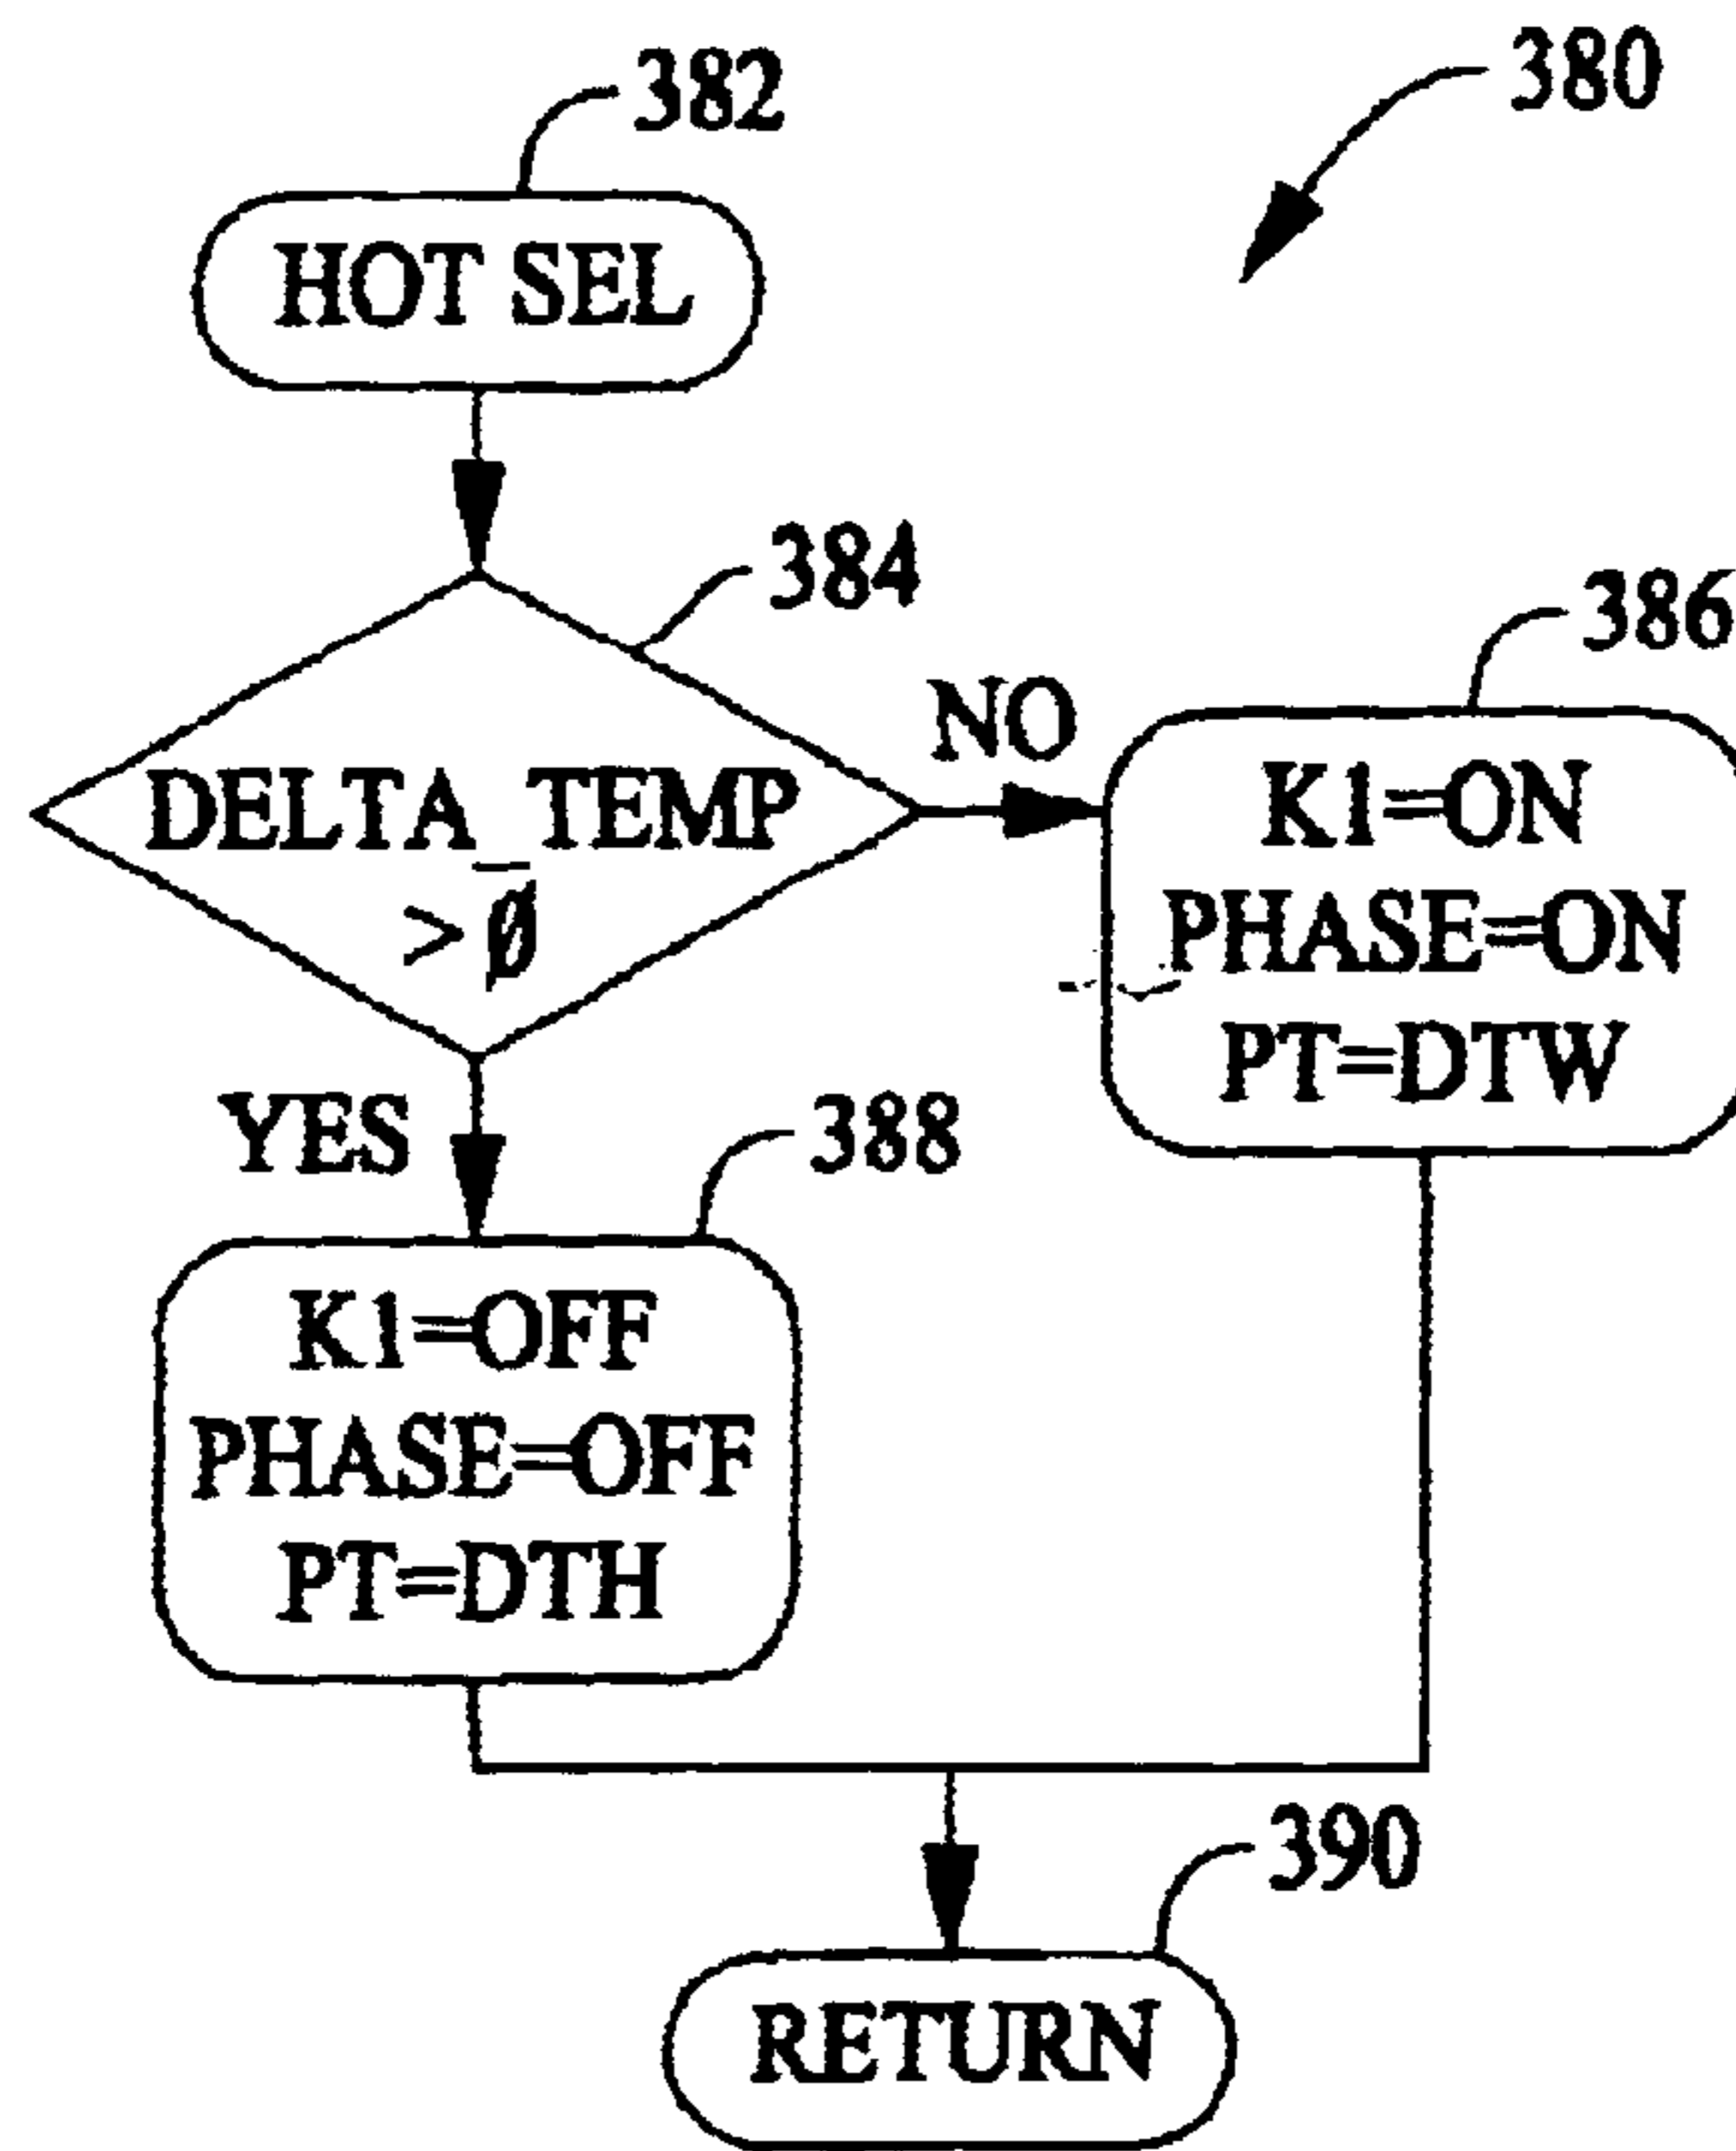 382
380
HOT SEL
384
386
DELTA_TEMP
>Ø
NO
K1=ON
PHASE=ON
PT=DTW
YES
388
K1=OFF
PHASE=OFF
PT=DTH
390
RETURN